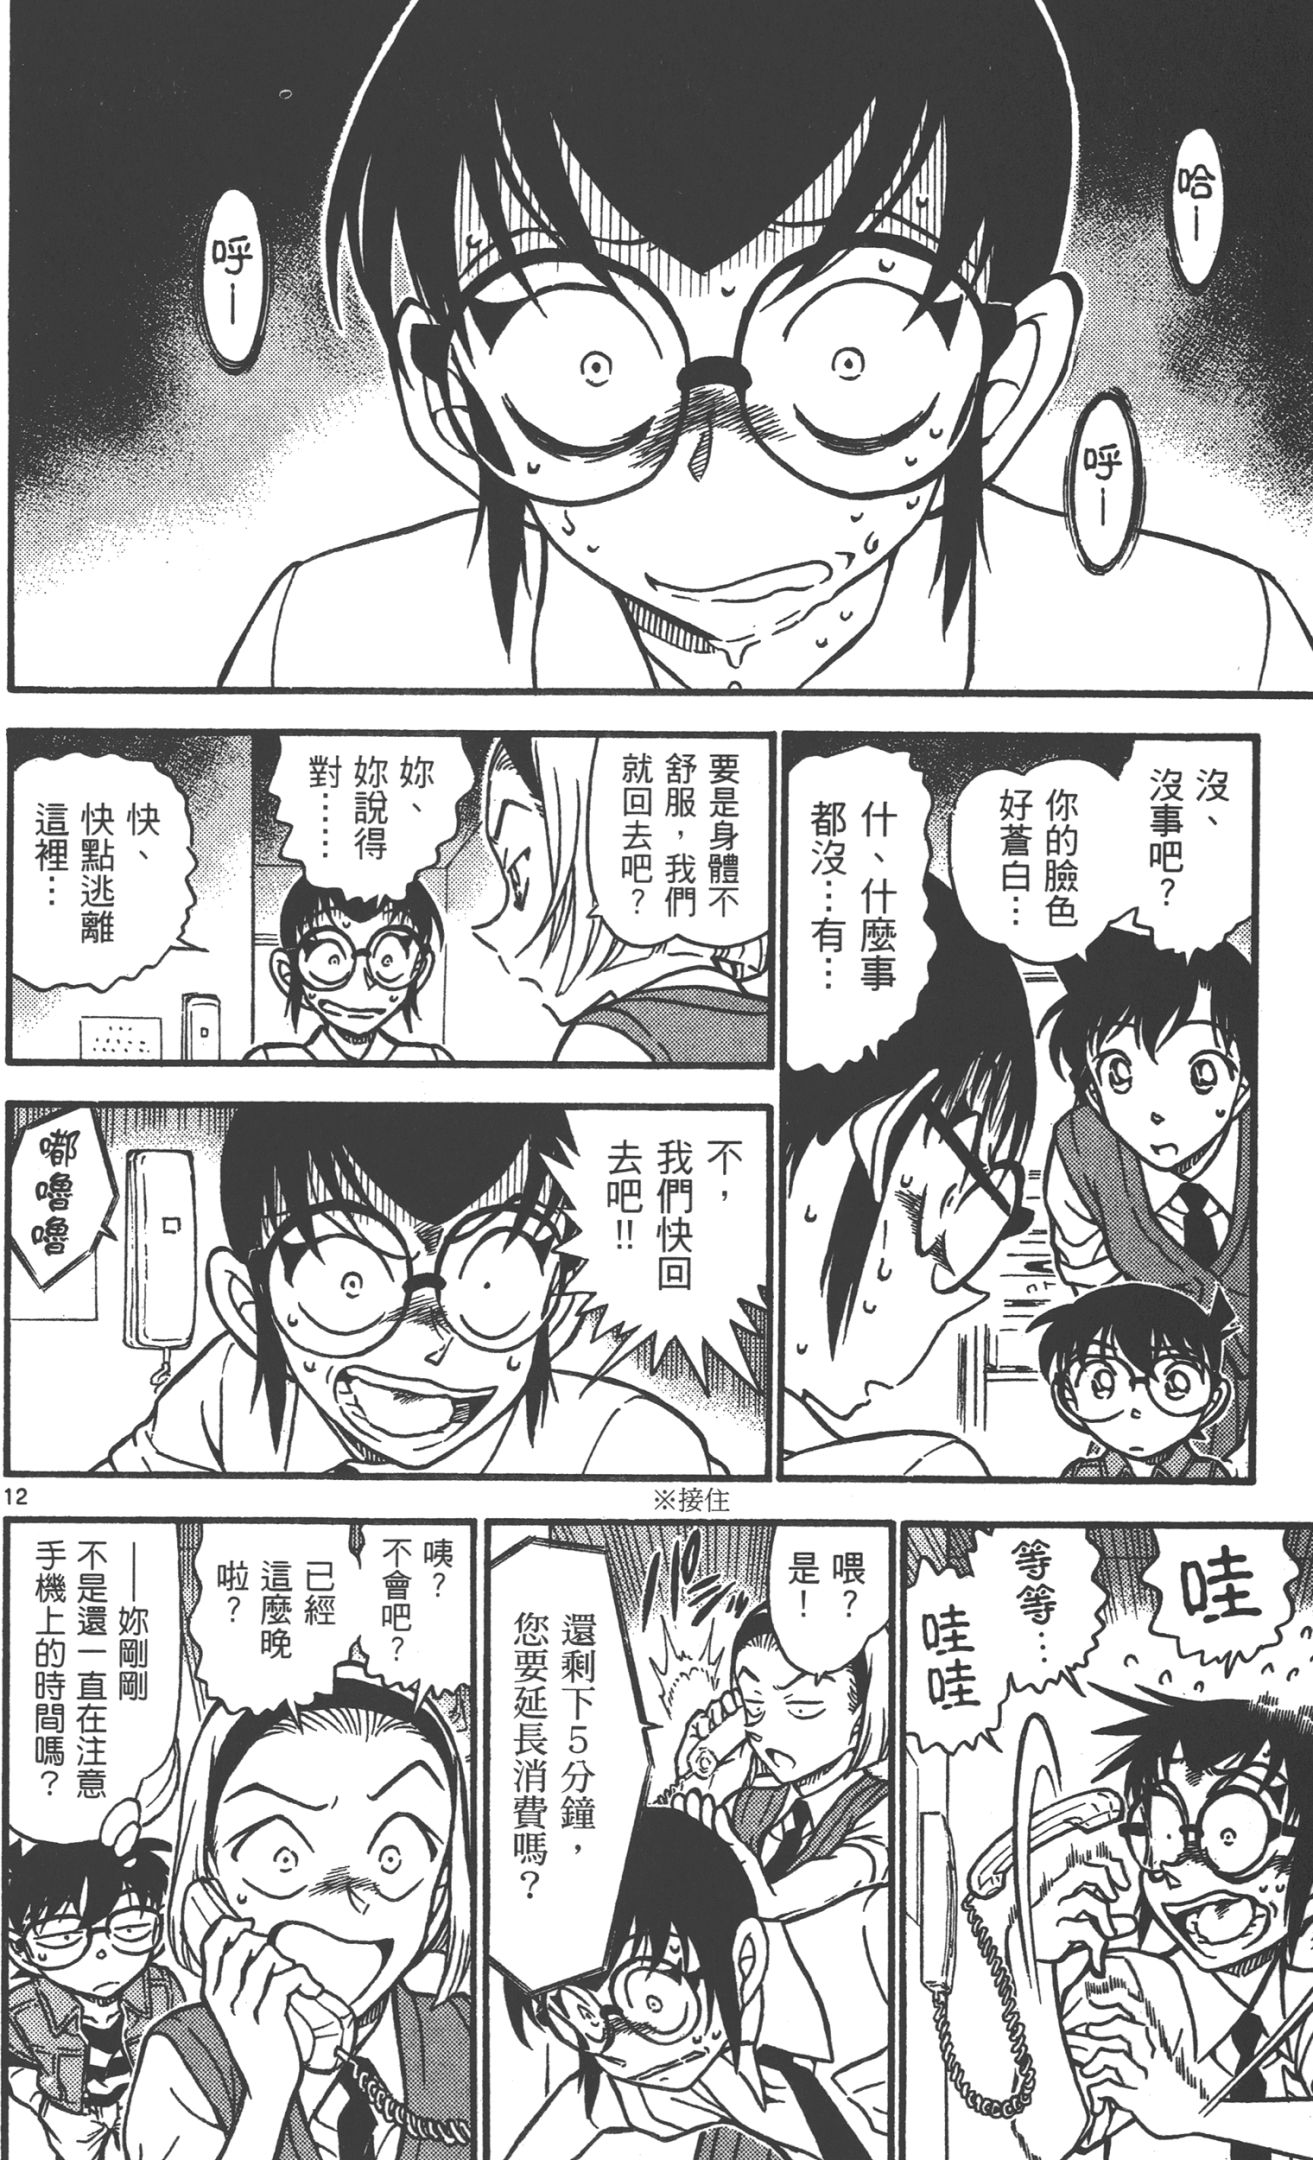 哈—
呼—
呼—
沒、
沒事吧？
你的臉色
好蒼白…
什、什麼事
都沒…有…
要是身體不
舒服，我們
就回去吧？
妳、
妳說得
對……
快、
快點逃離
這裡…
不，
我們快回
去吧!!
嘟嚕嚕
12
※接住
哇
等等…
哇哇
喂？
是！
還剩下5分鐘，
您要延長消費嗎？
咦？
不會吧？
已經
這麼晚
啦？
——妳剛剛
不是還一直在注意
手機上的時間嗎？